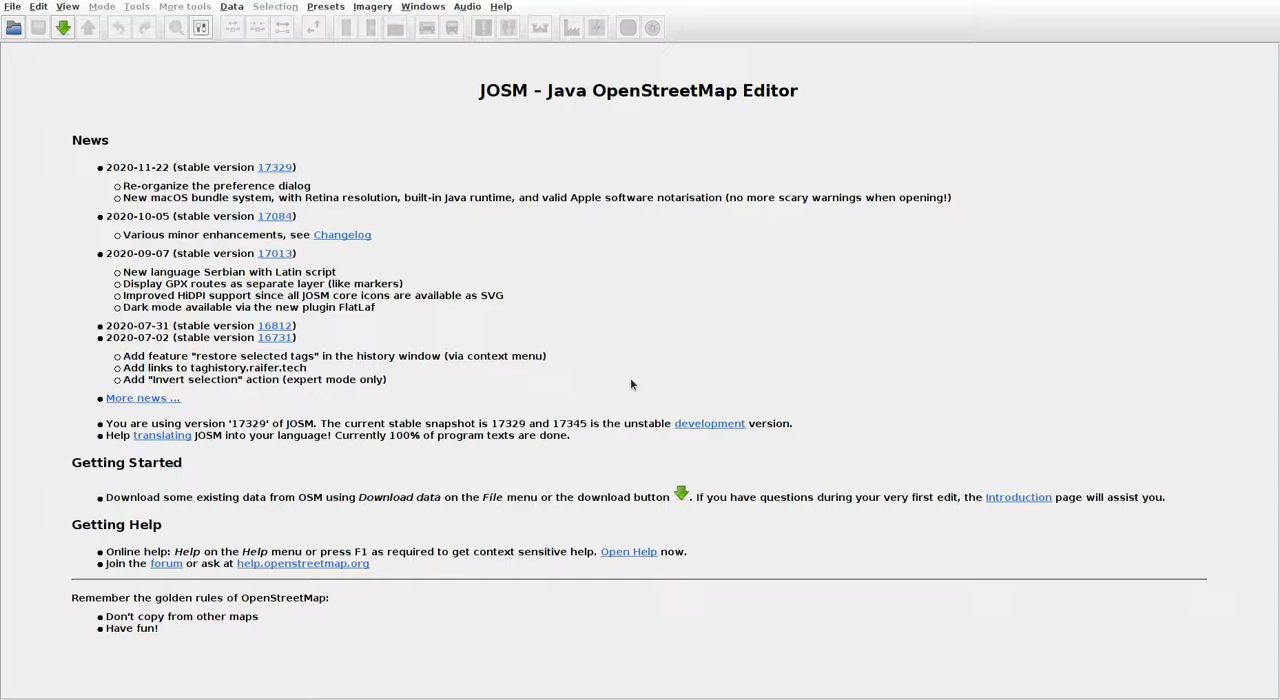 File Edit View Mode Tools More tools Data Selection Presets Imagery Windows Audio Help
JOSM – Java OpenStreetMap Editor
News
2020-11-22 (stable version 17329)
Re-organize the preference dialog
New macOS bundle system, with Retina resolution, built-in Java runtime, and valid Apple software notarisation (no more scary warnings when opening!)
2020-10-05 (stable version 17084)
Various minor enhancements, see Changelog
2020-09-07 (stable version 17013)
New language Serbian with Latin script
Display GPX routes as separate layer (like markers)
Improved HiDPI support since all JOSM core icons are available as SVG
Dark mode available via the new plugin FlatLaf
2020-07-31 (stable version 16812)
2020-07-02 (stable version 16731)
Add feature "restore selected tags" in the history window (via context menu)
Add links to taghistory.raifer.tech
Add "Invert selection" action (expert mode only)
More news ...
You are using version '17329' of JOSM. The current stable snapshot is 17329 and 17345 is the unstable development version.
Help translating JOSM into your language! Currently 100% of program texts are done.
Getting Started
Download some existing data from OSM using Download data on the File menu or the download button . If you have questions during your very first edit, the Introduction page will assist you.
Getting Help
Online help: Help on the Help menu or press F1 as required to get context sensitive help. Open Help now.
Join the forum or ask at help.openstreetmap.org
Remember the golden rules of OpenStreetMap:
Don't copy from other maps
Have fun!